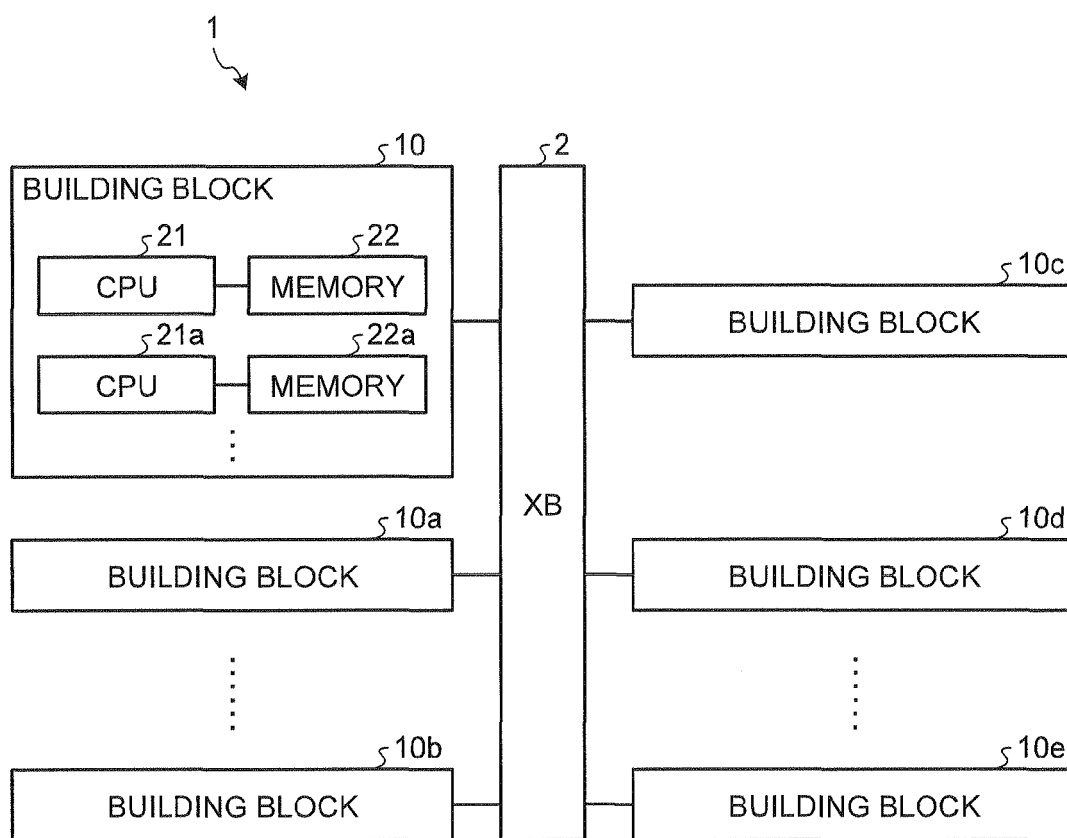 1
10
2
BUILDING BLOCK
21
22
CPU
MEMORY
21a
22a
CPU
MEMORY
10c
BUILDING BLOCK
XB
10a
BUILDING BLOCK
10d
BUILDING BLOCK
10b
BUILDING BLOCK
10e
BUILDING BLOCK